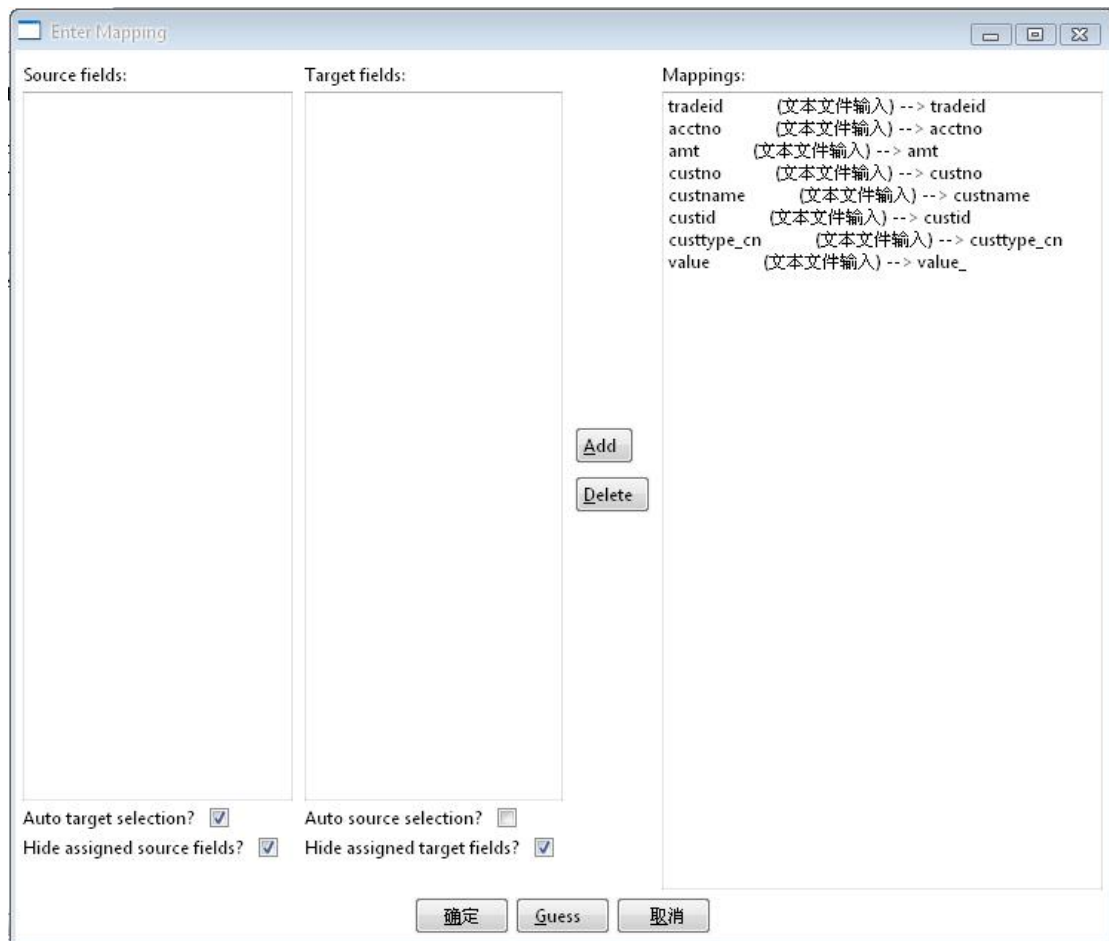 Enter Mapping
Source fields:
Target fields:
Mappings:
tradeid (文本文件输入) --> tradeid
acctno (文本文件输入) --> acctno
amt (文本文件输入) --> amt
custno (文本文件输入) --> custno
custname (文本文件输入) --> custname
custid (文本文件输入) --> custid
custtype_cn (文本文件输入) --> custtype_cn
value (文本文件输入) --> value_
Add
Delete
Auto target selection?
Auto source selection?
Hide assigned source fields?
Hide assigned target fields?
确定
Guess
取消